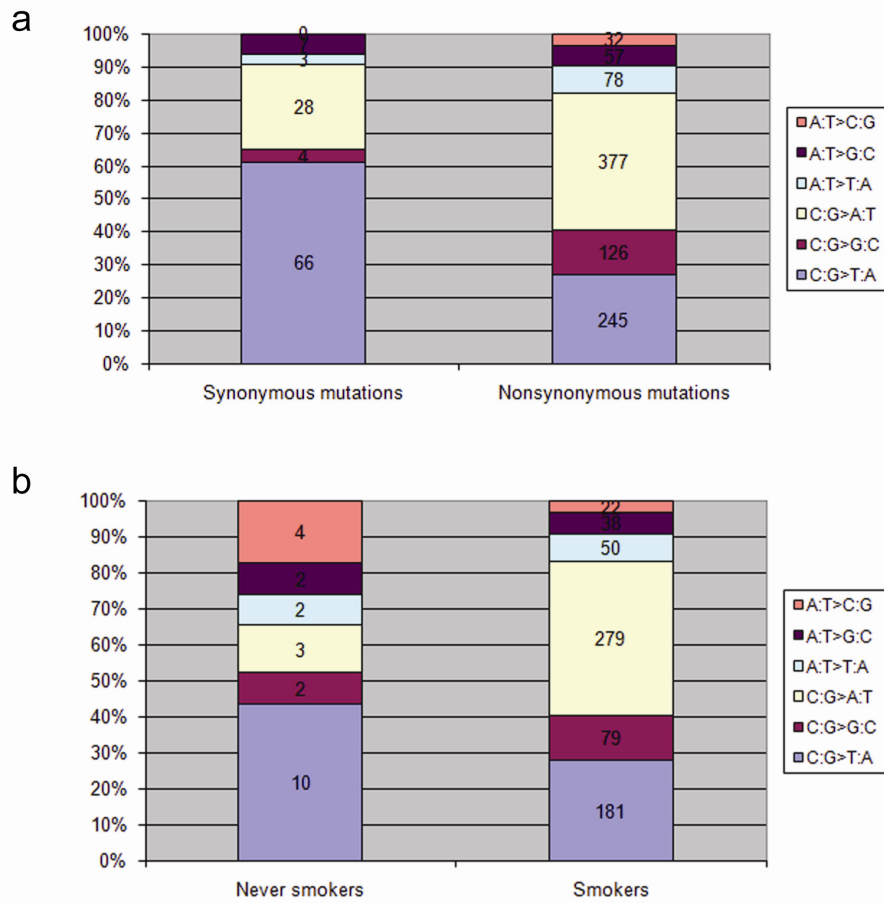 a
100%
90%
80%
70%
60%
50%
40%
30%
20%
10%
0%
0
7
3
28
4
66
32
57
78
377
126
245
Synonymous mutations
Nonsynonymous mutations
A:T>C:G
A:T>G:C
A:T>T:A
C:G>A:T
C:G>G:C
C:G>T:A
b
100%
90%
80%
70%
60%
50%
40%
30%
20%
10%
0%
4
2
2
3
2
10
22
38
50
279
79
181
Never smokers
Smokers
A:T>C:G
A:T>G:C
A:T>T:A
C:G>A:T
C:G>G:C
C:G>T:A